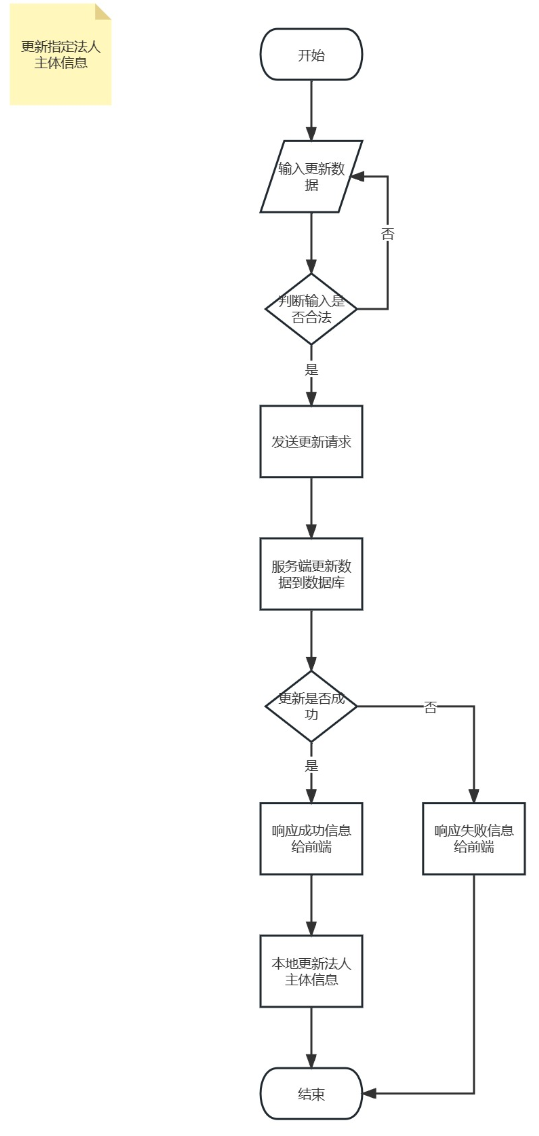 更新指定法人
主体信息
开始
输入更新数
据
否
判断输入是
否合法
是
发送更新请求
服务端更新数
据到数据库
更新是否成
功
否
是
响应成功信息
给前端
响应失败信息
给前端
本地更新法人
主体信息
结束